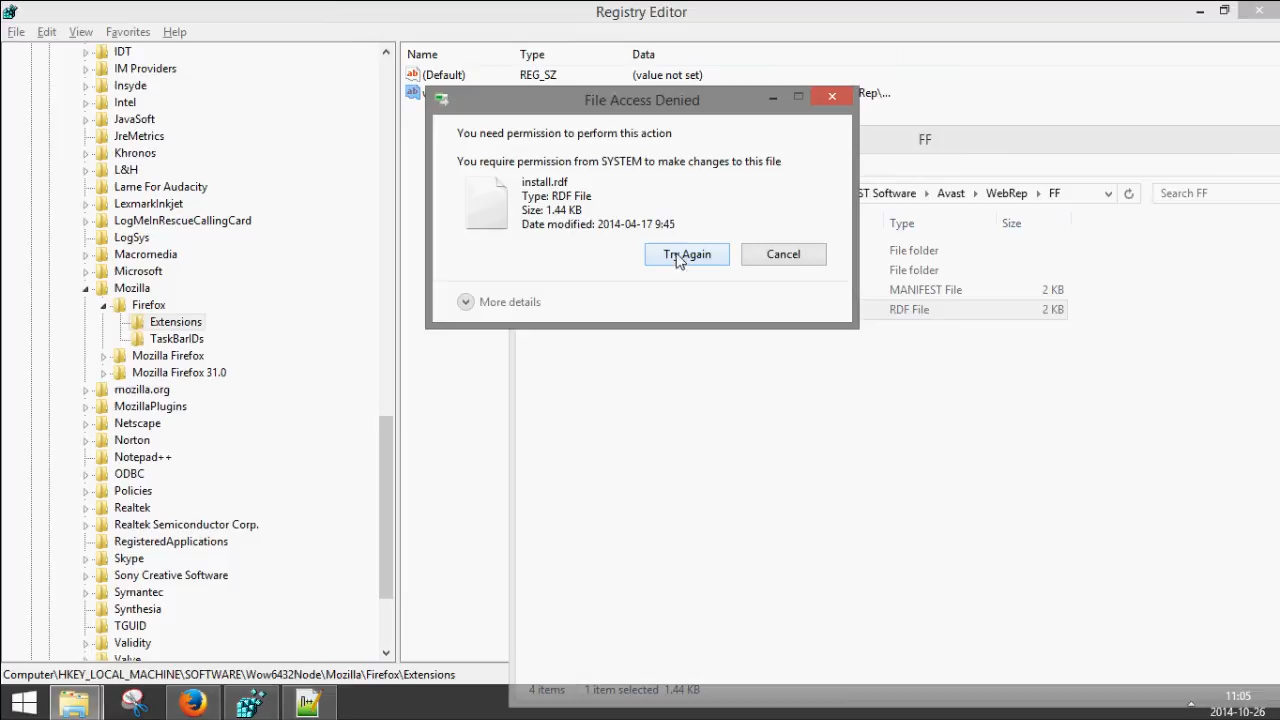 Registry Editor
File Edit View Favorites Help
IDT
IM Providers
Insyde
Intel
JavaSoft
JreMetrics
Khronos
L&H
Lame For Audacity
LexmarkInkjet
LogMeInRescueCallingCard
LogSys
Macromedia
Microsoft
Mozilla
Firefox
Extensions
TaskBarIDs
Mozilla Firefox
Mozilla Firefox 31.0
mozilla.org
MozillaPlugins
Netscape
Norton
Notepad++
ODBC
Policies
Realtek
Realtek Semiconductor Corp.
RegisteredApplications
Skype
Sony Creative Software
Symantec
Synthesia
TGUID
Validity
Valve
Name Type Data
(Default) REG_SZ (value not set)
Rep\...
File Access Denied
You need permission to perform this action
You require permission from SYSTEM to make changes to this file
install.rdf
Type: RDF File
Size: 1.44 KB
Date modified: 2014-04-17 9:45
Try Again Cancel
More details
FF
ST Software Avast WebRep FF Search FF
Type Size
File folder
File folder
MANIFEST File 2 KB
RDF File 2 KB
4 items 1 item selected 1.44 KB
Computer\HKEY_LOCAL_MACHINE\SOFTWARE\Wow6432Node\Mozilla\Firefox\Extensions
11:05
2014-10-26